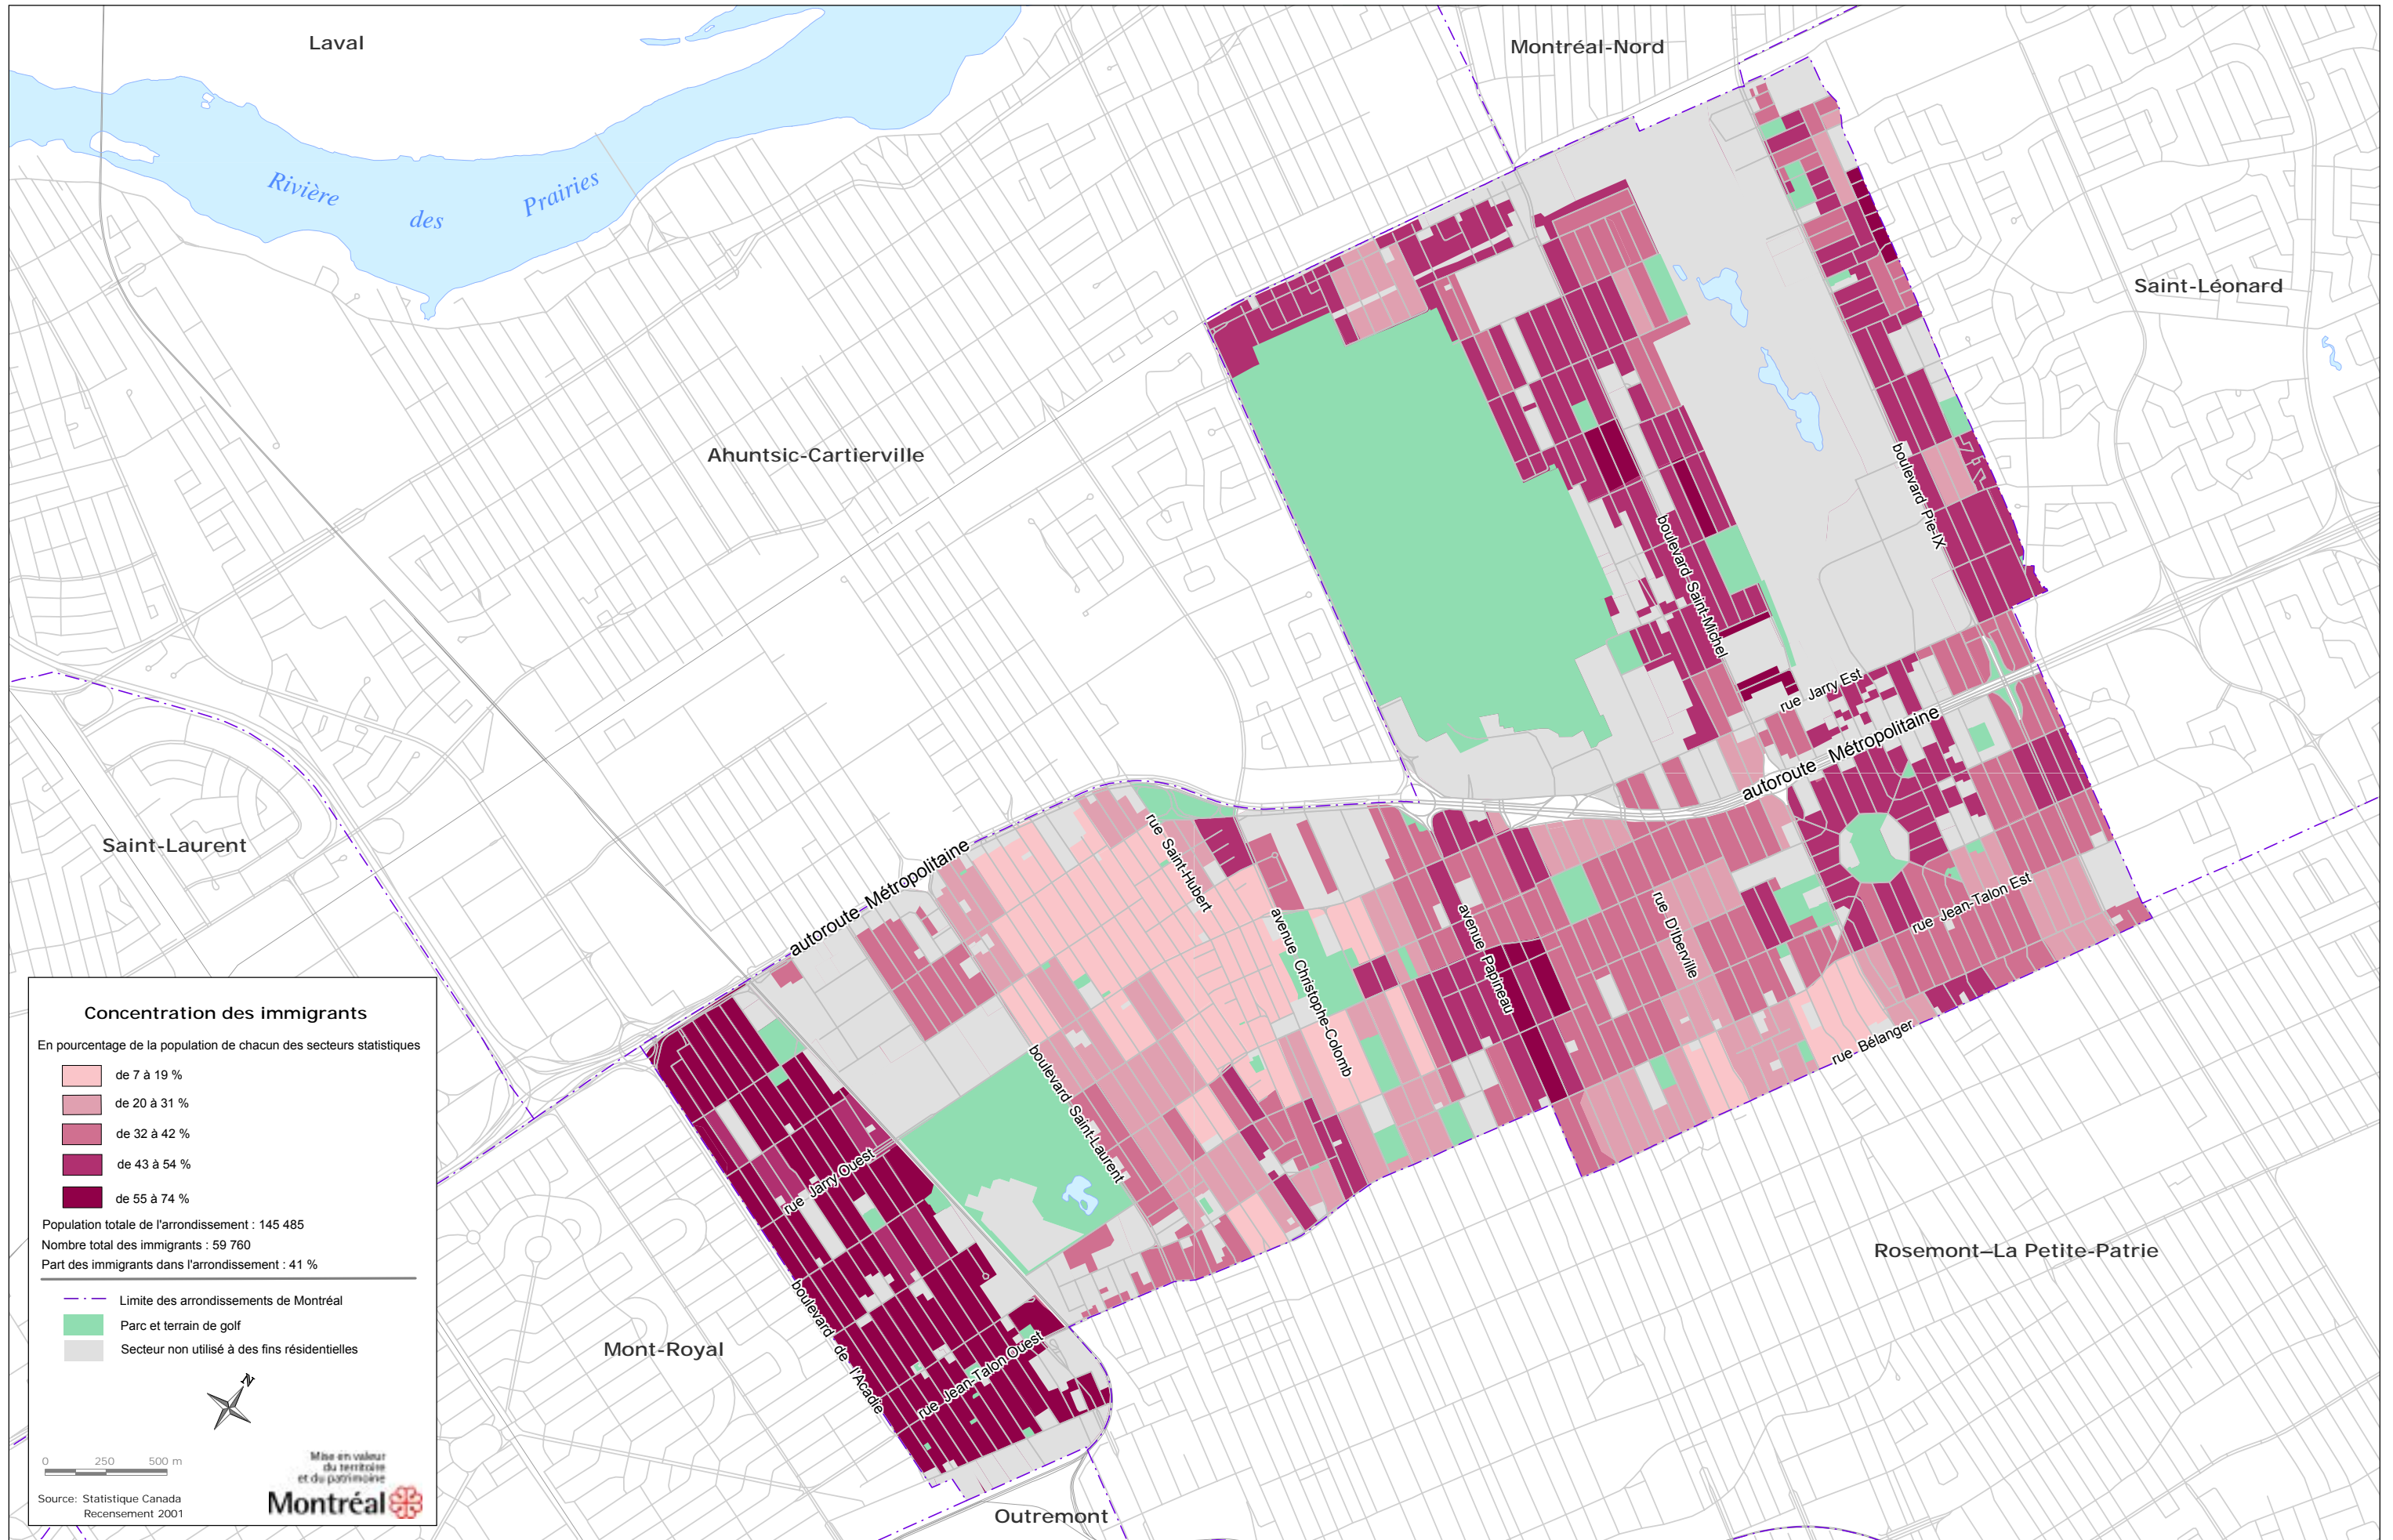 Laval
Montréal-Nord
Rivière
des
Prairies
Saint-Léonard
Ahuntsic-Cartierville
boulevard Pie-IX
boulevard Saint-Michel
rue Jarry Est
autoroute Métropolitaine
Saint-Laurent
autoroute Métropolitaine
rue Saint-Hubert
avenue Christophe-Colomb
avenue Papineau
rue D'Iberville
rue Jean-Talon Est
rue Bélanger
boulevard Saint-Laurent
rue Jarry Ouest
boulevard de l'Acadie
rue Jean-Talon Ouest
Mont-Royal
Rosemont–La Petite-Patrie
Outremont
Concentration des immigrants
En pourcentage de la population de chacun des secteurs statistiques
de 7 à 19 %
de 20 à 31 %
de 32 à 42 %
de 43 à 54 %
de 55 à 74 %
Population totale de l'arrondissement : 145 485
Nombre total des immigrants : 59 760
Part des immigrants dans l'arrondissement : 41 %
Limite des arrondissements de Montréal
Parc et terrain de golf
Secteur non utilisé à des fins résidentielles
N
0 250 500 m
Mise en valeur
du territoire
et du patrimoine
Montréal
Source: Statistique Canada
Recensement 2001